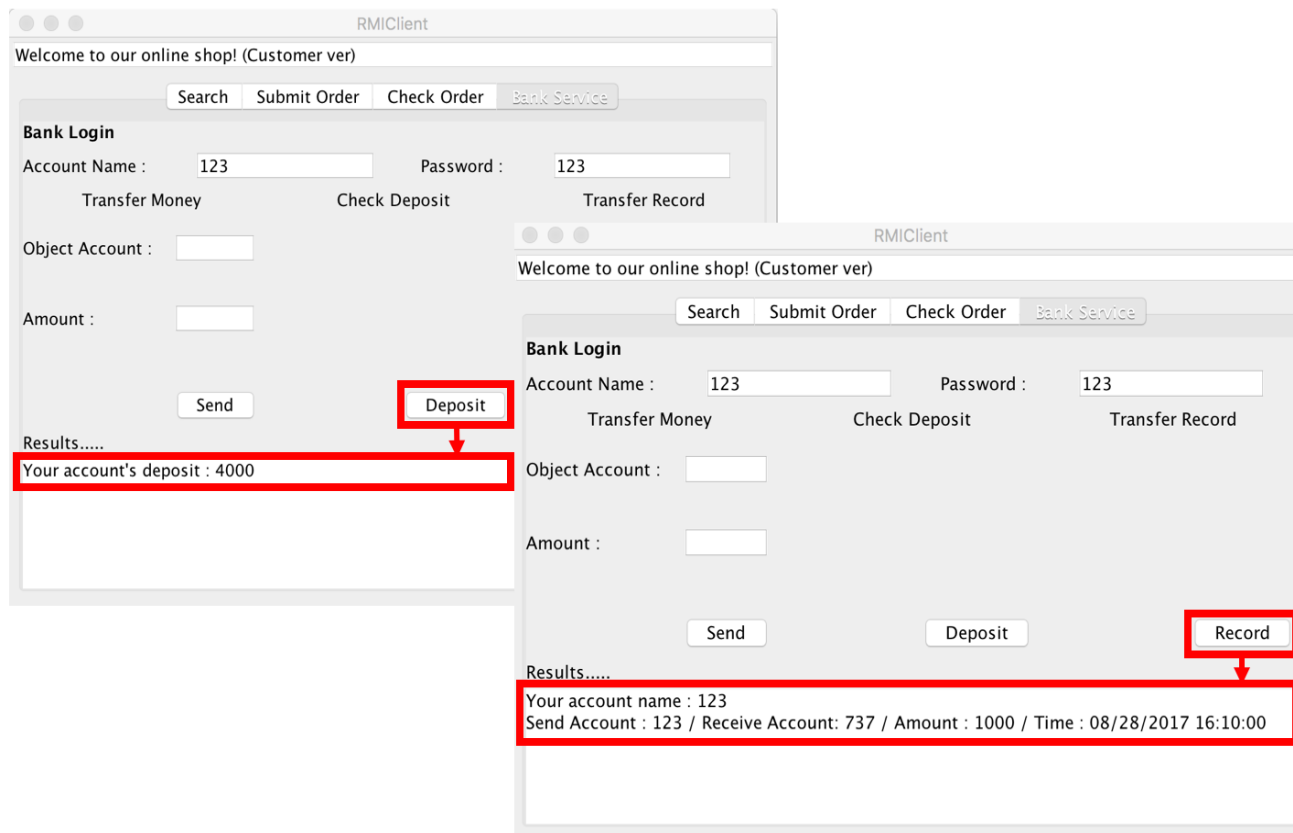 RMIClient
Welcome to our online shop! (Customer ver)
Search Submit Order Check Order Bank Service
Bank Login
Account Name : 123 Password : 123
Transfer Money Check Deposit Transfer Record
Object Account :
Amount :
Send Deposit
Results.....
Your account's deposit : 4000
RMIClient
Welcome to our online shop! (Customer ver)
Search Submit Order Check Order Bank Service
Bank Login
Account Name : 123 Password : 123
Transfer Money Check Deposit Transfer Record
Object Account :
Amount :
Send Deposit Record
Results.....
Your account name : 123
Send Account : 123 / Receive Account: 737 / Amount : 1000 / Time : 08/28/2017 16:10:00